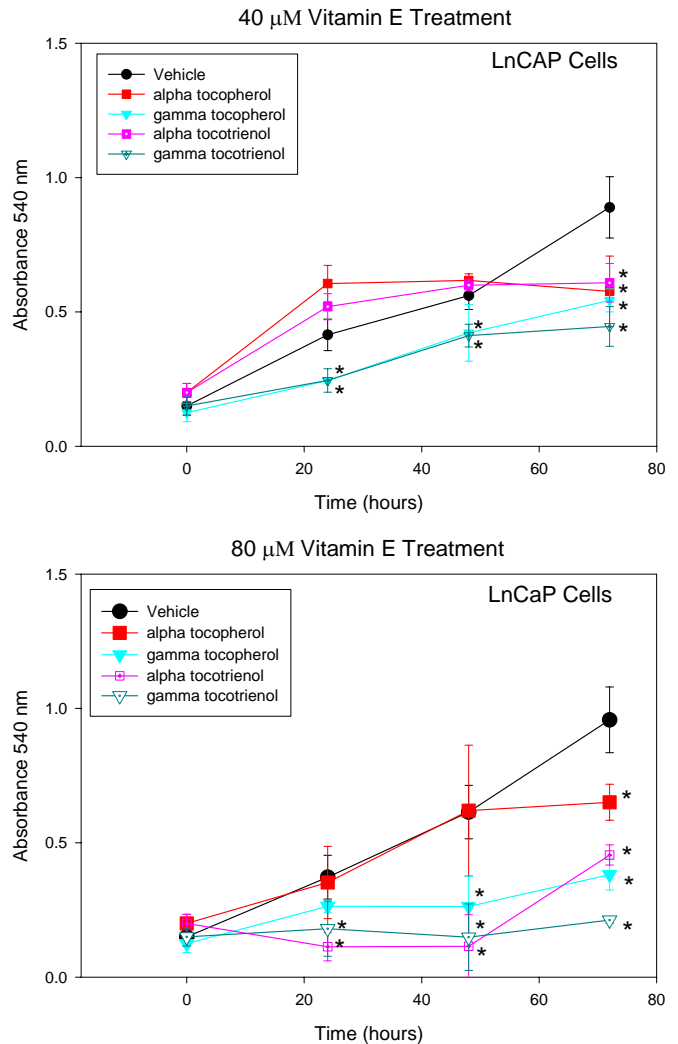 40 μM Vitamin E Treatment
1.5
LnCAP Cells
Vehicle
alpha tocopherol
gamma tocopherol
alpha tocotrienol
gamma tocotrienol
1.0
Absorbance 540 nm
0.5
0.0
*
*
*
*
*
*
*
*
0 20 40 60 80
Time (hours)
80 μM Vitamin E Treatment
1.5
LnCaP Cells
Vehicle
alpha tocopherol
gamma tocopherol
alpha tocotrienol
gamma tocotrienol
1.0
Absorbance 540 nm
0.5
0.0
*
*
*
*
*
*
*
*
*
0 20 40 60 80
Time (hours)